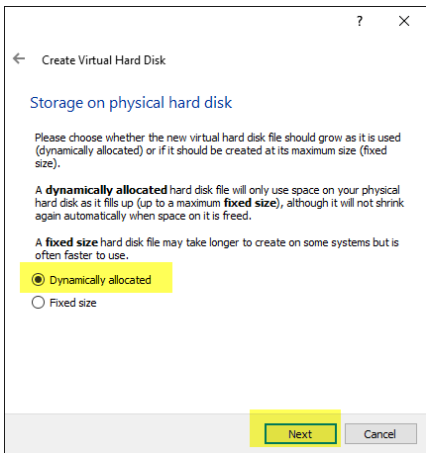 ?
Create Virtual Hard Disk
Storage on physical hard disk
Please choose whether the new virtual hard disk file should grow as it is used
(dynamically allocated) or if it should be created at its maximum size (fixed
size).
A dynamically allocated hard disk file will only use space on your physical
hard disk as it fills up (up to a maximum fixed size), although it will not shrink
again automatically when space on it is freed.
A fixed size hard disk file may take longer to create on some systems but is
often faster to use.
Dynamically allocated
Fixed size
Next Cancel